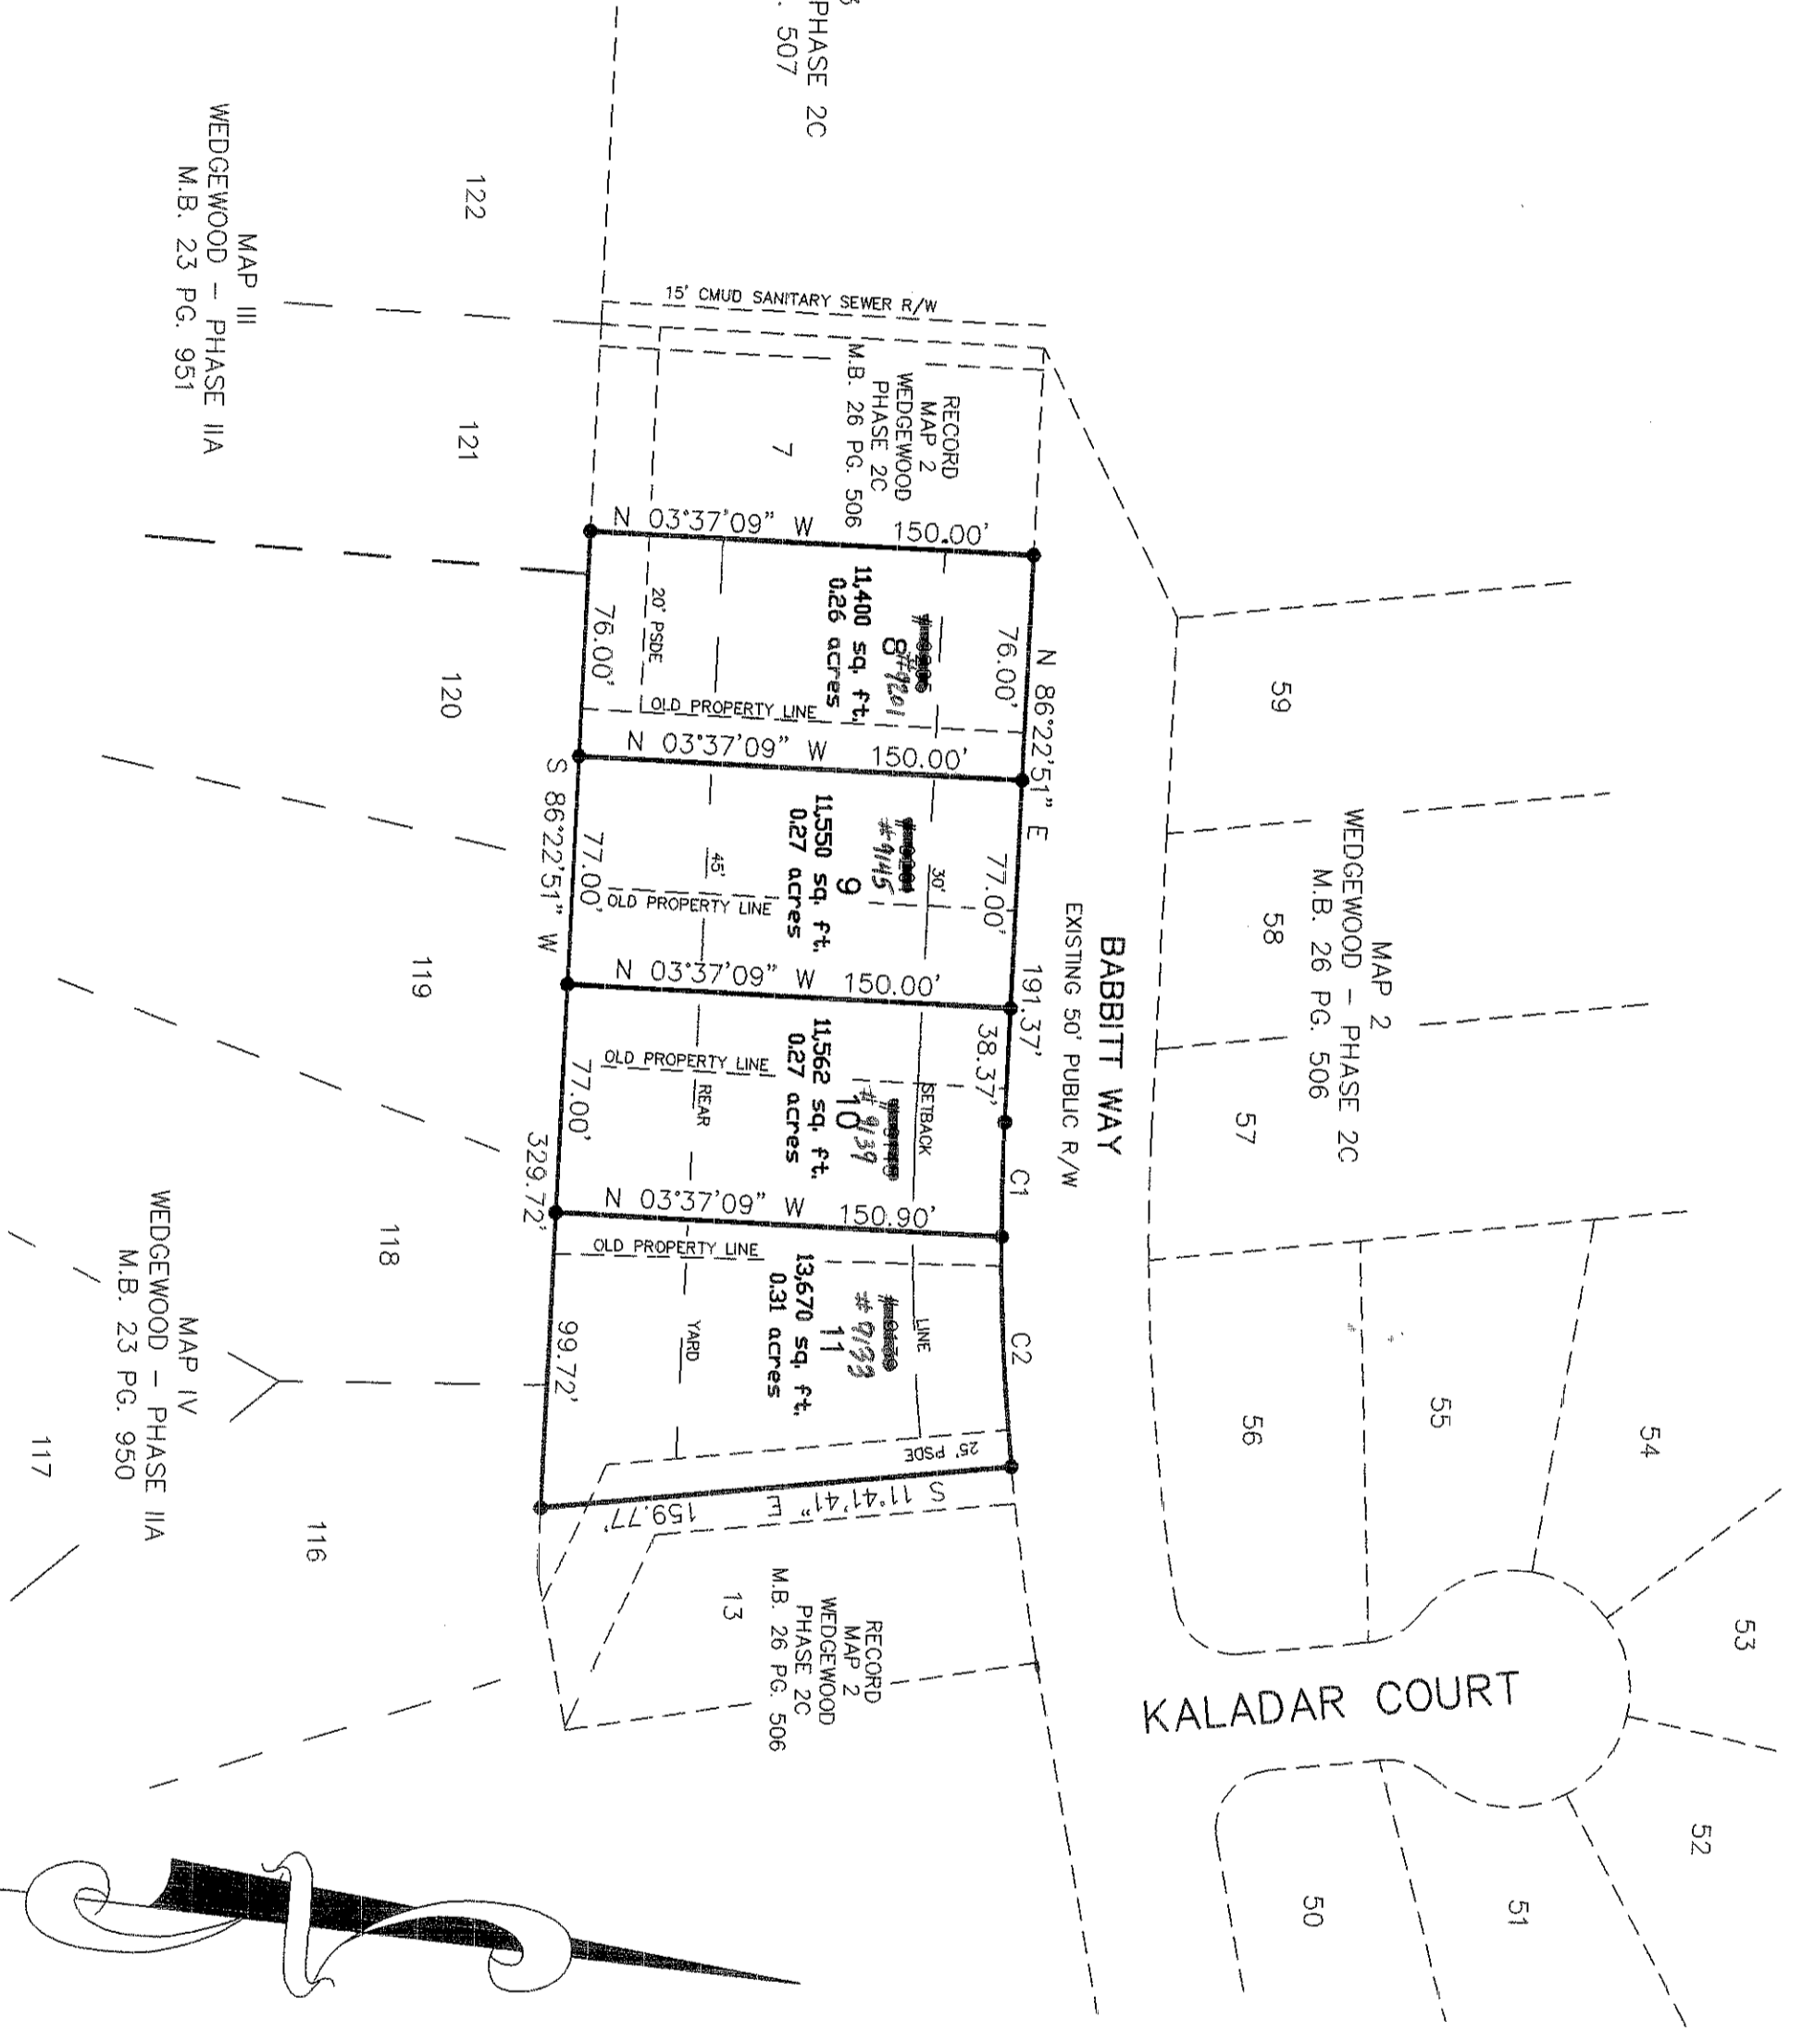 PHASE 2C
. 507
MAP III
WEDGEWOOD - PHASE IIA
M.B. 23 PG. 951
122
121
120
119
118
117
116
MAP IV
WEDGEWOOD - PHASE IIA
M.B. 23 PG. 950
15' CMUD SANITARY SEWER R/W
RECORD
MAP 2
WEDGEWOOD
PHASE 2C
M.B. 26 PG. 506
7
N 03°37'09" W 150.00'
N 86°22'51" E
191.37'
76.00'
#9201
8
11,400 sq. ft.
0.26 acres
20' PSDE
76.00'
OLD PROPERTY LINE
N 03°37'09" W 150.00'
S 86°22'51" W
329.72'
77.00'
30'
#9145
9
11,550 sq. ft.
0.27 acres
45'
77.00'
OLD PROPERTY LINE
N 03°37'09" W 150.00'
38.37'
C1
SETBACK
#9139
10
11,562 sq. ft.
0.27 acres
REAR
77.00'
OLD PROPERTY LINE
N 03°37'09" W 150.90'
C2
LINE
11
13,670 sq. ft.
0.31 acres
YARD
99.72'
OLD PROPERTY LINE
25' PSDE
S 11°41'41" E 159.77'
RECORD
MAP 2
WEDGEWOOD
PHASE 2C
M.B. 26 PG. 506
13
BABBITT WAY
EXISTING 50' PUBLIC R/W
MAP 2
WEDGEWOOD - PHASE 2C
M.B. 26 PG. 506
59
58
57
56
55
54
53
52
51
50
KALADAR COURT